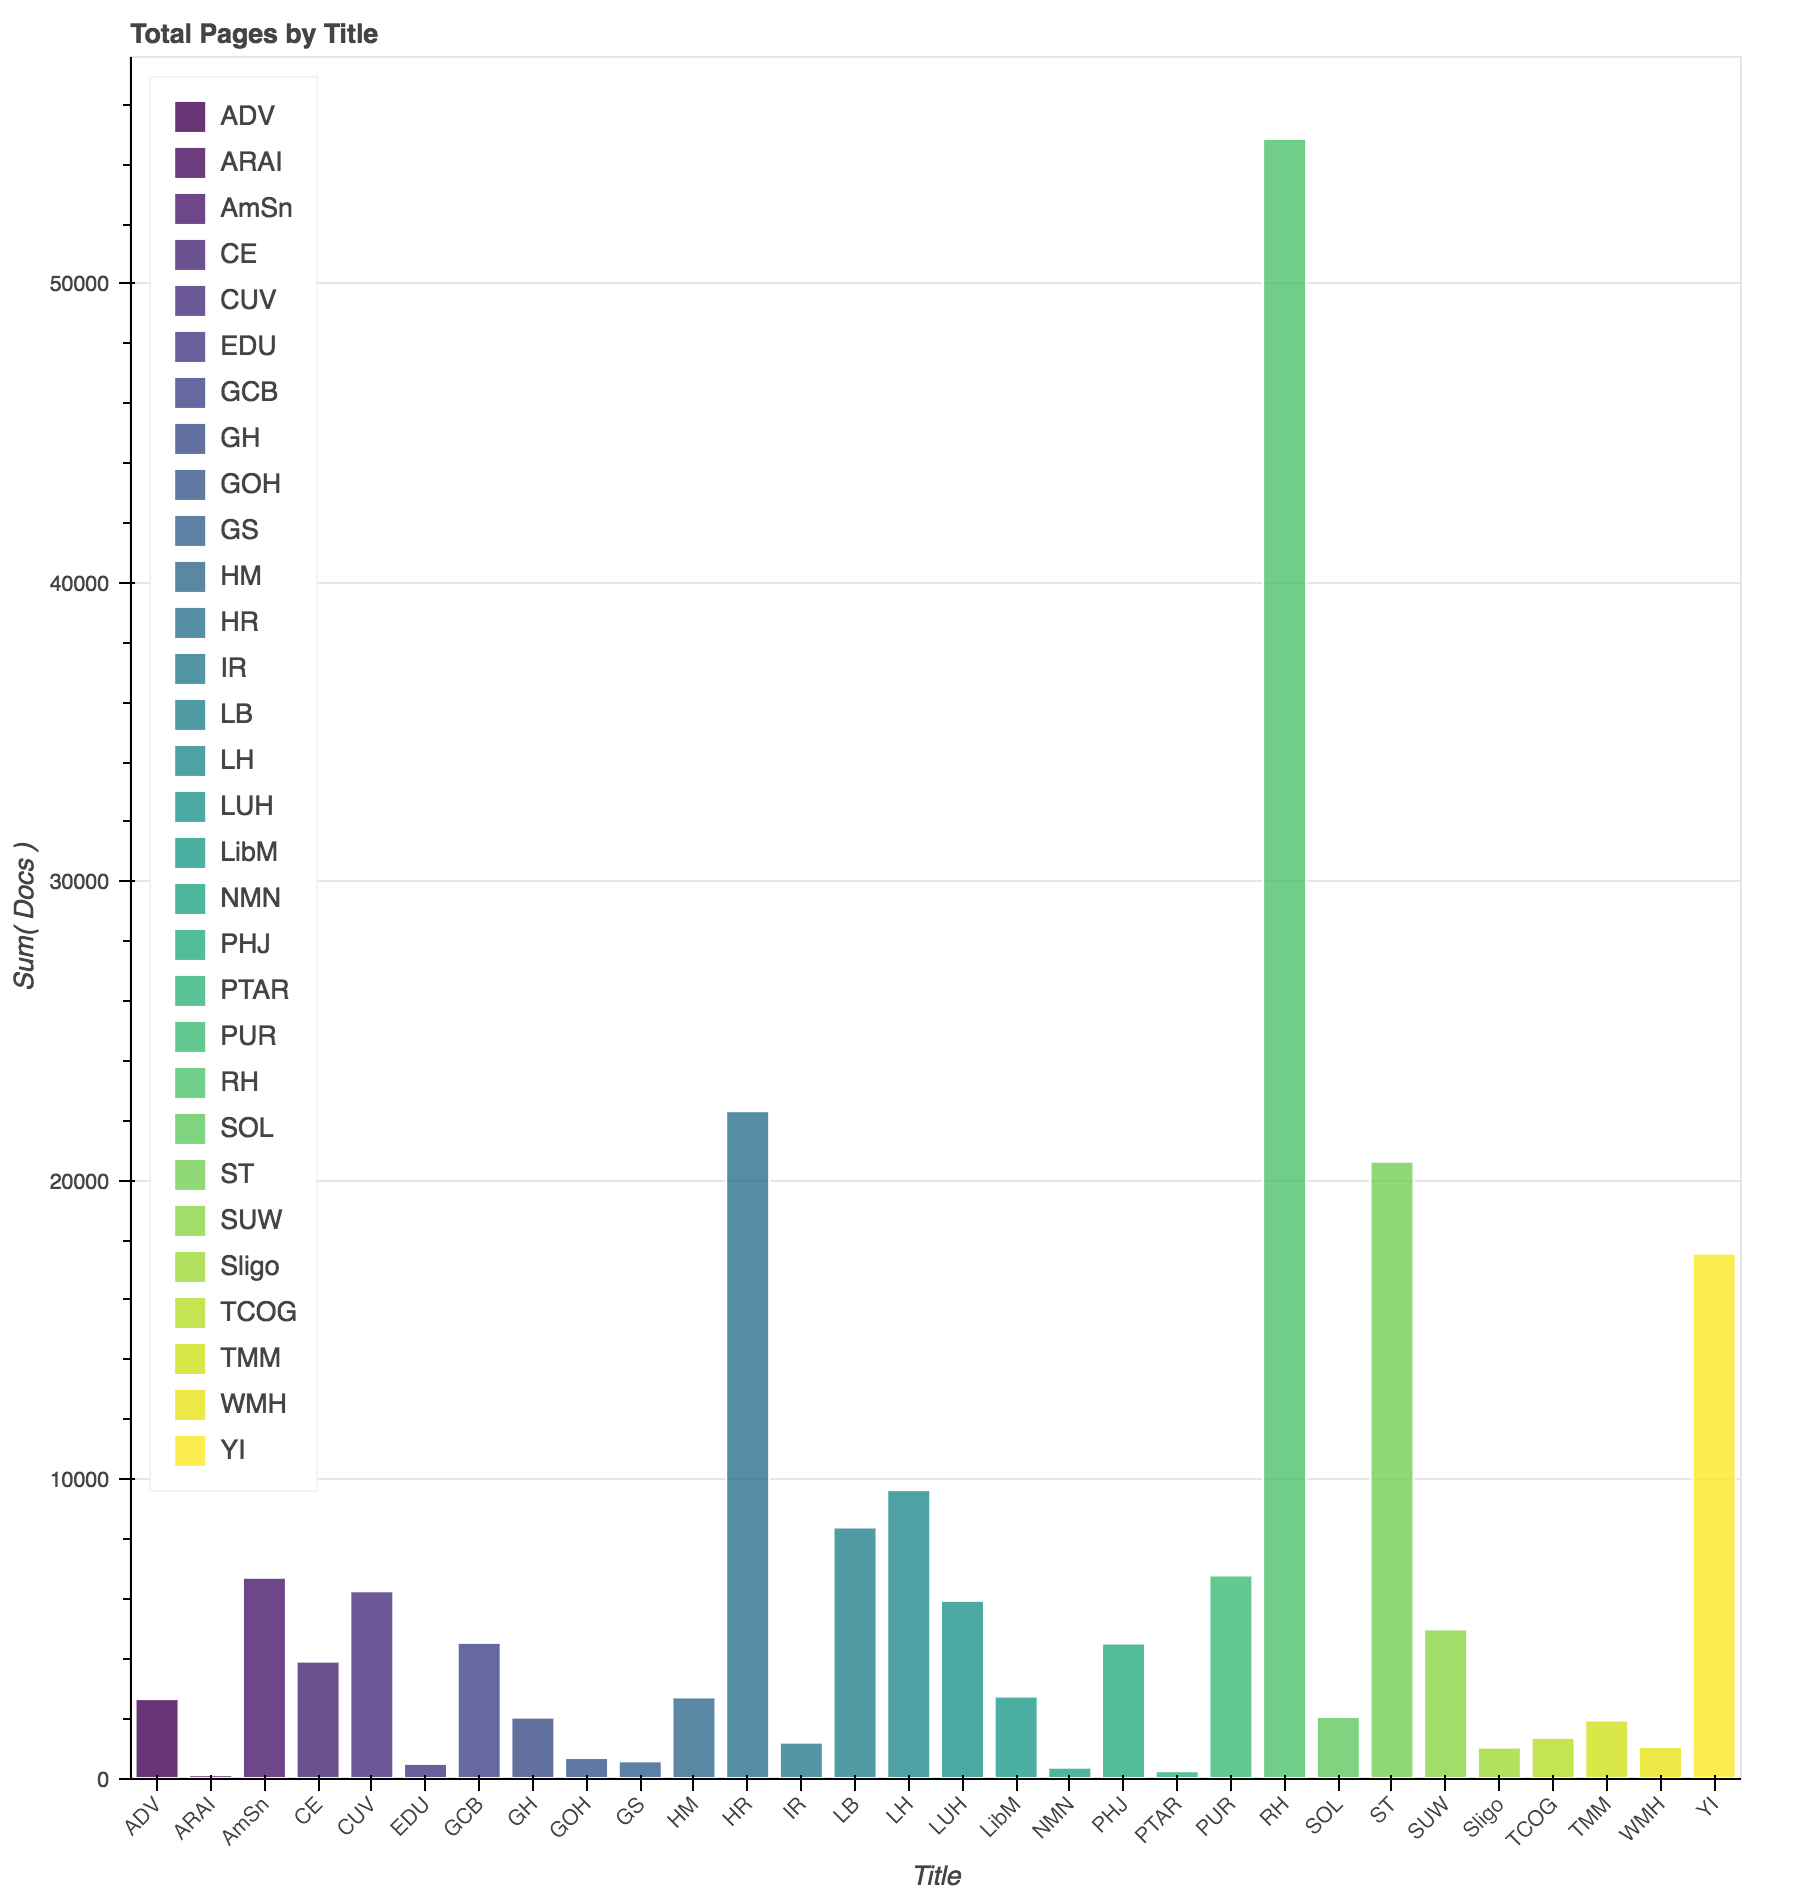 Total Pages by Title
ADV
ARAI
AmSn
CE
CUV
EDU
GCB
GH
GOH
GS
HM
HR
IR
LB
LH
LUH
LibM
NMN
PHJ
PTAR
PUR
RH
SOL
ST
SUW
Sligo
TCOG
TMM
WMH
YI
50000
40000
30000
20000
10000
0
Sum( Docs )
ADV ARAI AmSn CE CUV EDU GCB GH GOH GS HM HR IR LB LH LUH LibM NMN PHJ PTAR PUR RH SOL ST SUW Sligo TCOG TMM WMH YI
Title